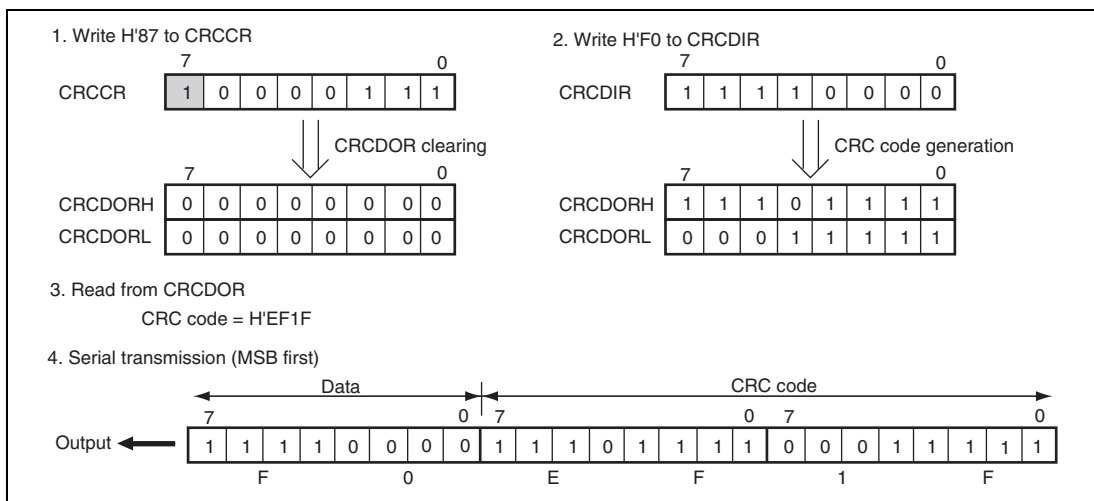 1. Write H'87 to CRCCR
7 0
CRCCR 1 0 0 0 0 1 1 1
CRCDOR clearing
7 0
CRCDORH 0 0 0 0 0 0 0 0
CRCDORL 0 0 0 0 0 0 0 0
2. Write H'F0 to CRCDIR
7 0
CRCDIR 1 1 1 1 0 0 0 0
CRC code generation
7 0
CRCDORH 1 1 1 0 1 1 1 1
CRCDORL 0 0 0 1 1 1 1 1
3. Read from CRCDOR
CRC code = H'EF1F
4. Serial transmission (MSB first)
Data CRC code
7 0 7 0 7 0
Output 1 1 1 1 0 0 0 0 1 1 1 0 1 1 1 1 0 0 0 1 1 1 1 1
F 0 E F 1 F